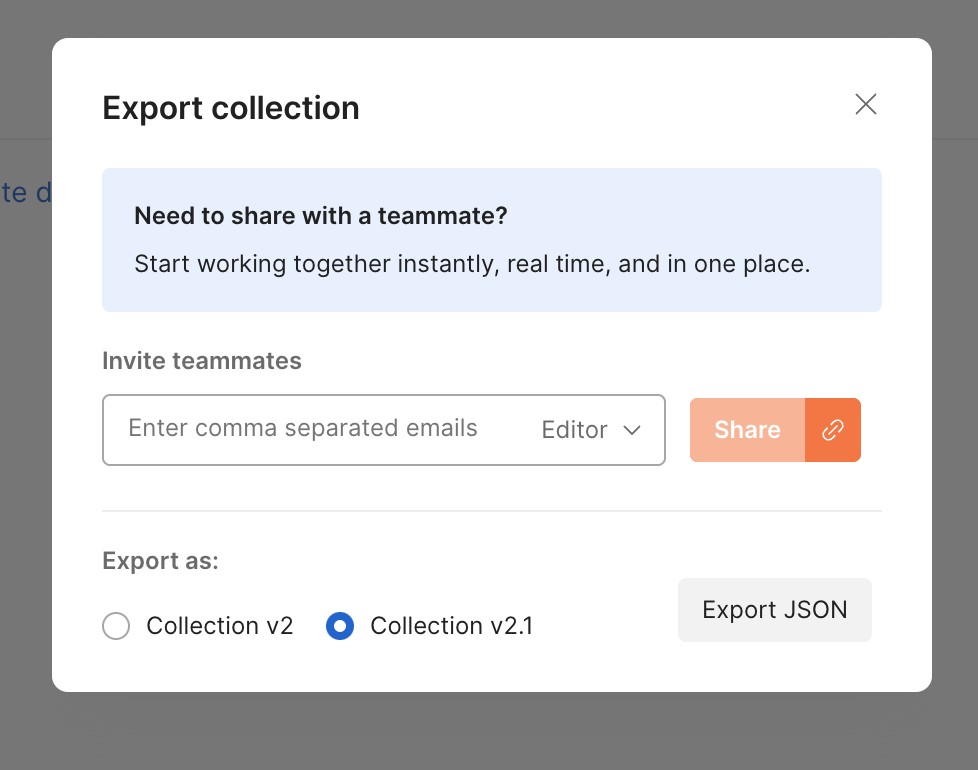 Export collection
te d
Need to share with a teammate?
Start working together instantly, real time, and in one place.
Invite teammates
Enter comma separated emails Editor Share
Export as:
Collection v2 Collection v2.1 Export JSON